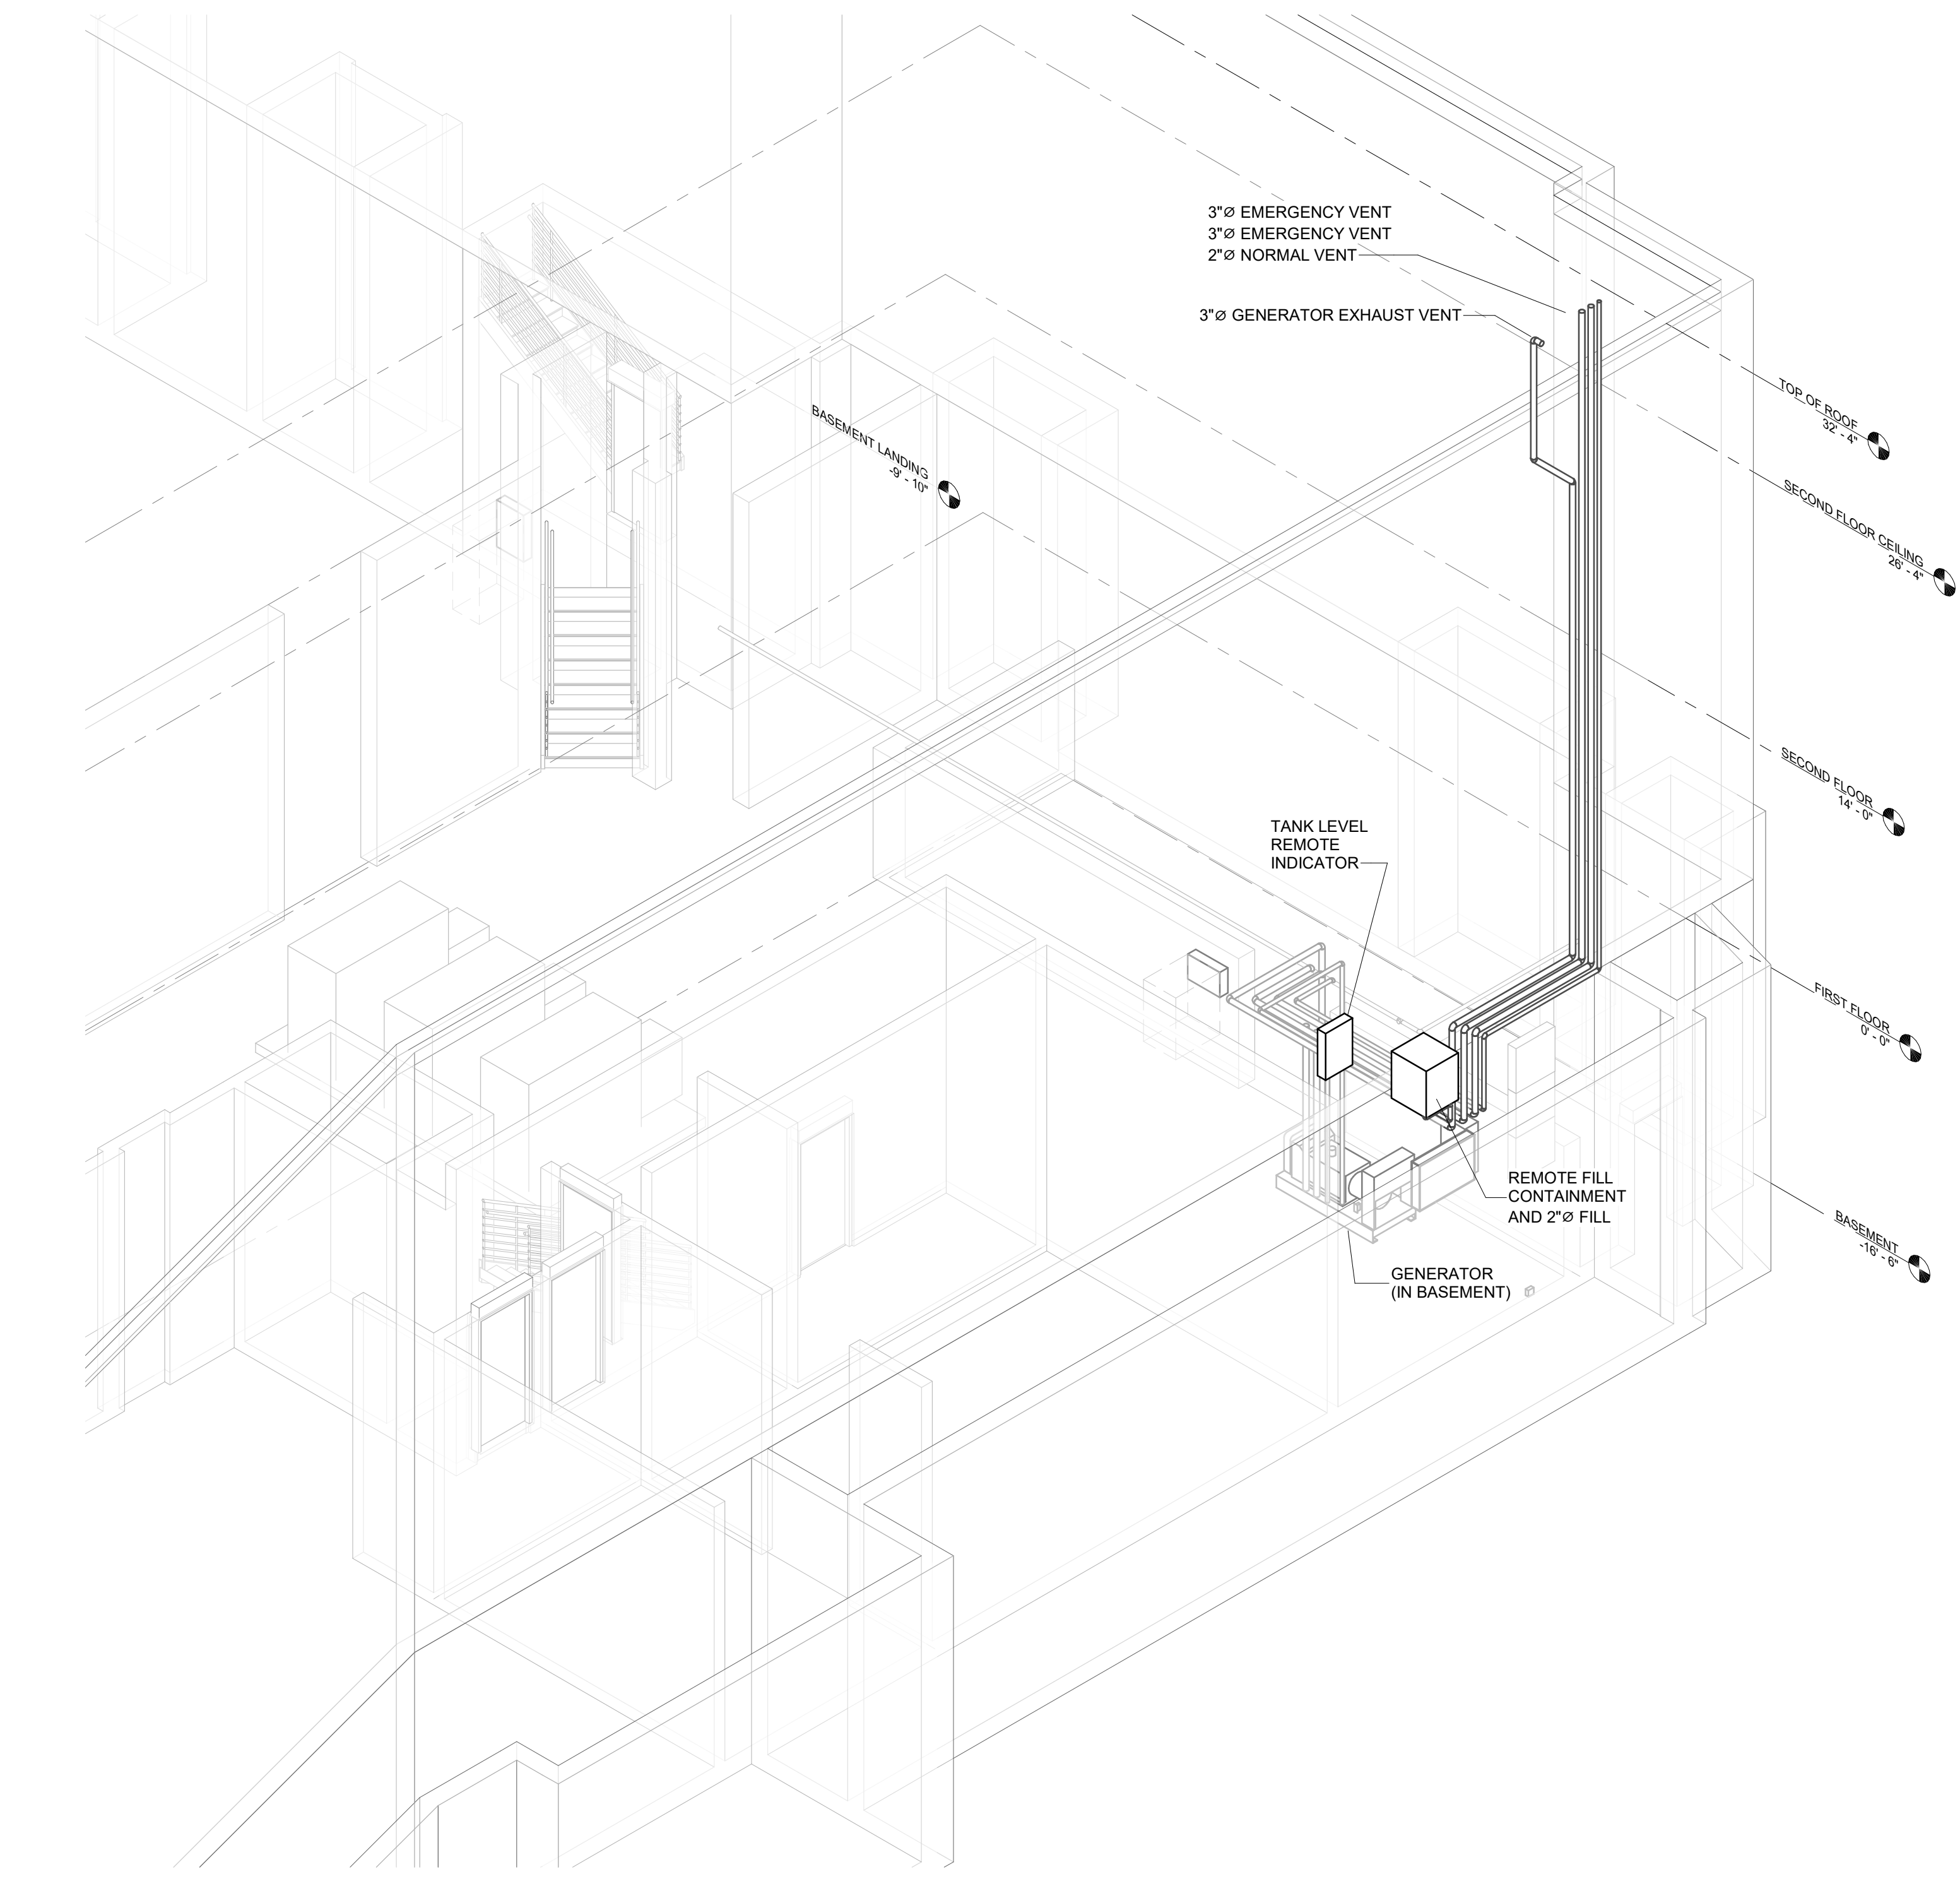 3"Ø EMERGENCY VENT
3"Ø EMERGENCY VENT
2"Ø NORMAL VENT
3"Ø GENERATOR EXHAUST VENT
TOP OF ROOF
32' - 4"
BASEMENT LANDING
-9' - 10"
SECOND FLOOR CEILING
26' - 4"
SECOND FLOOR
14' - 0"
TANK LEVEL
REMOTE
INDICATOR
FIRST FLOOR
0' - 0"
REMOTE FILL
CONTAINMENT
AND 2"Ø FILL
BASEMENT
-16' - 6"
GENERATOR
(IN BASEMENT)